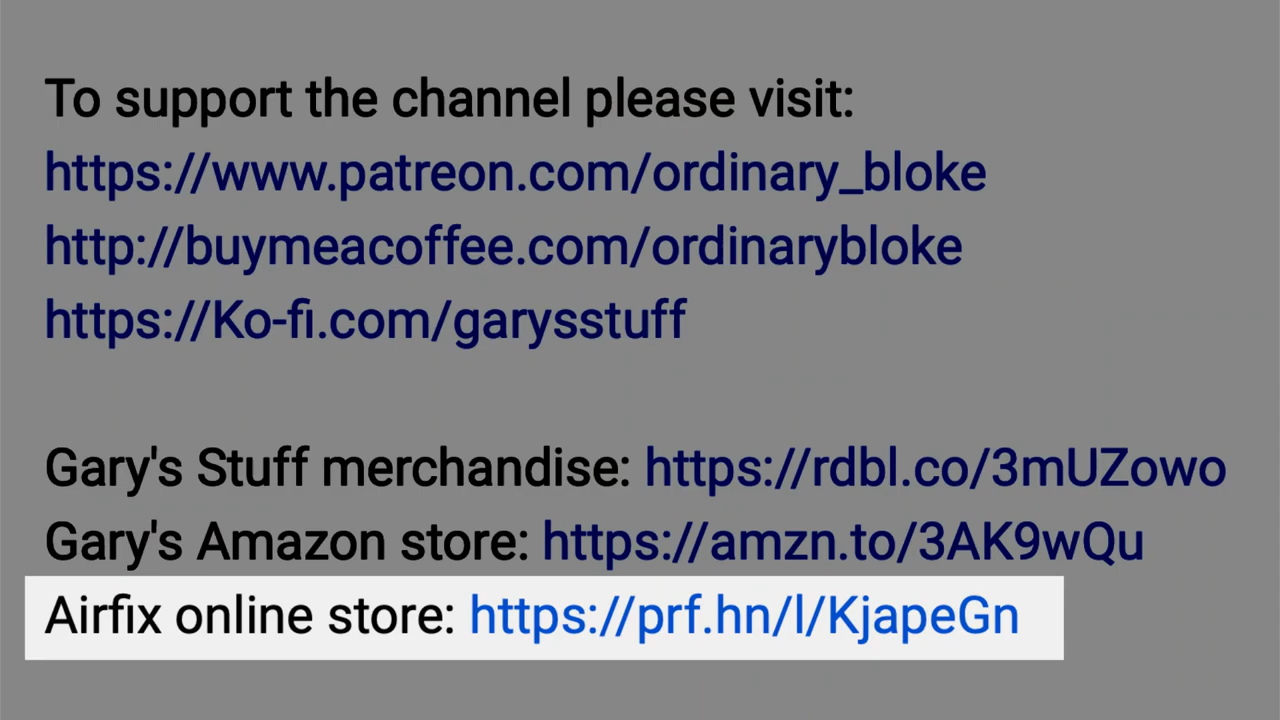 To support the channel please visit:
https://www.patreon.com/ordinary_bloke
http://buymeacoffee.com/ordinarybloke
https://Ko-fi.com/garysstuff
Gary's Stuff merchandise: https://rdbl.co/3mUZowo
Gary's Amazon store: https://amzn.to/3AK9wQu
Airfix online store: https://prf.hn/l/KjapeGn